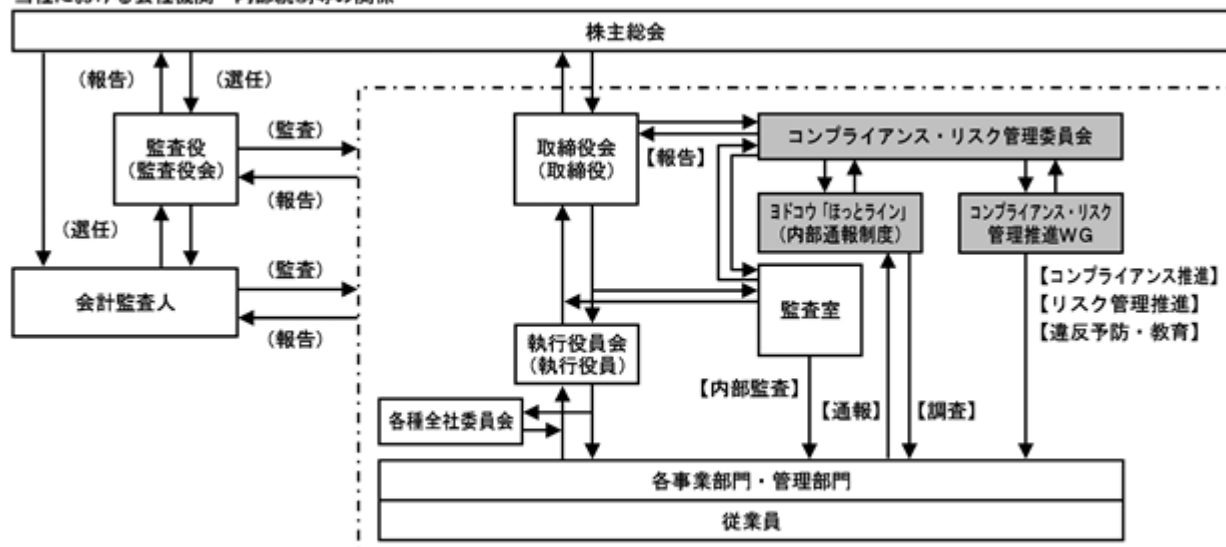 株主総会
(報告)
(選任)
監査役
(監査役会)
(監査)
(報告)
(選任)
会計監査人
(監査)
(報告)
取締役会
(取締役)
【報告】
コンプライアンス・リスク管理委員会
ヨドコウ「ほっとライン」
(内部通報制度)
コンプライアンス・リスク
管理推進WG
監査室
【コンプライアンス推進】
【リスク管理推進】
【違反予防・教育】
執行役員会
(執行役員)
各種全社委員会
【内部監査】
【通報】
【調査】
各事業部門・管理部門
従業員